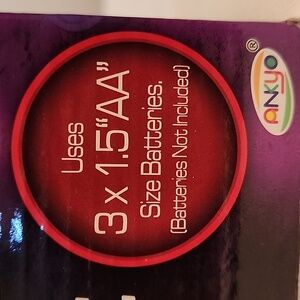 Uses
3 x 1.5“AA”
Size Batteries.
(Batteries Not Included)
ANKYO
®